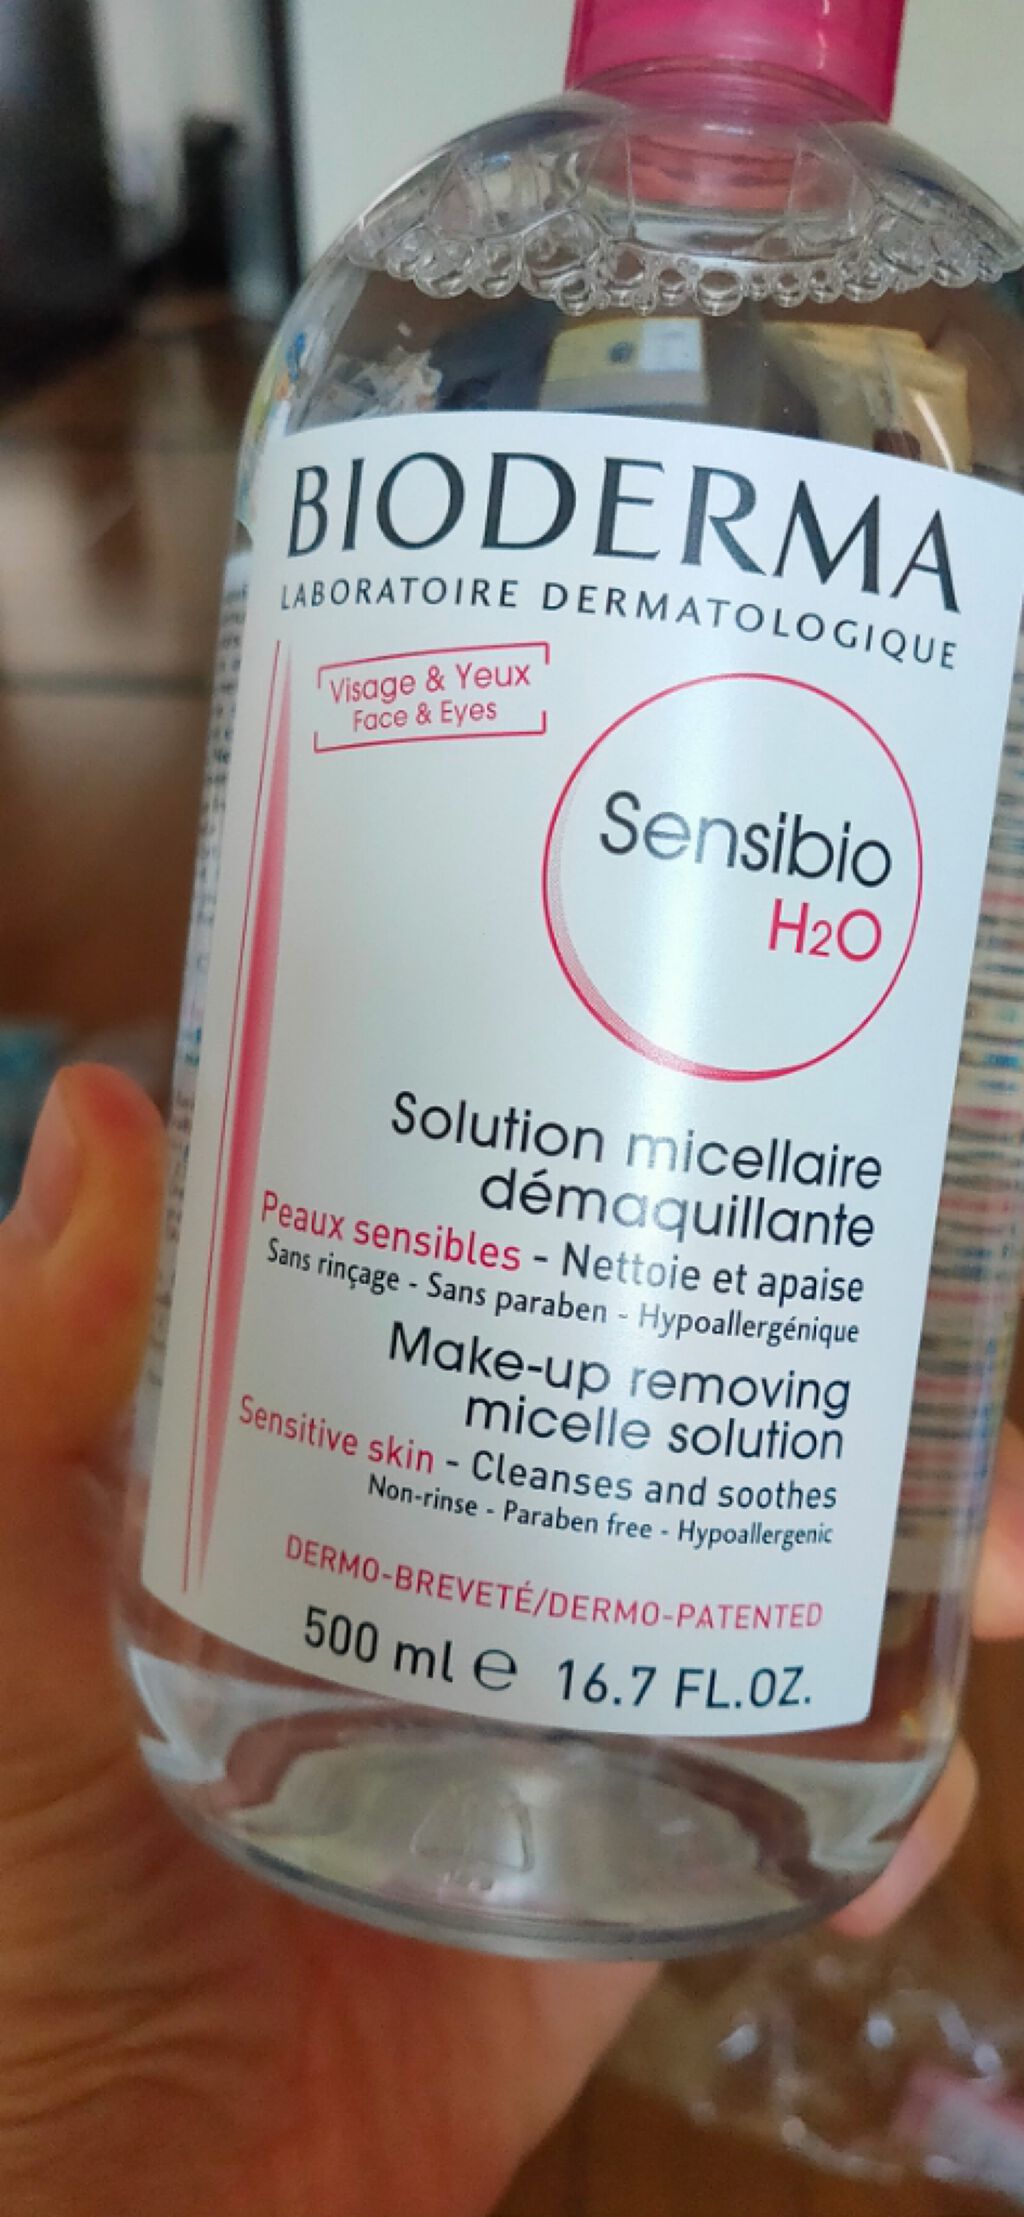 BIODERMA
LABORATOIRE DERMATOLOGIQUE
Visage & Yeux
Face & Eyes
Sensibio
H2O
Solution micellaire
démaquillante
Peaux sensibles - Nettoie et apaise
Sans rinçage - Sans paraben - Hypoallergénique
Make-up removing
micelle solution
Sensitive skin - Cleanses and soothes
Non-rinse - Paraben free - Hypoallergenic
DERMO-BREVETÉ/DERMO-PATENTED
500 ml ℮ 16.7 FL.OZ.